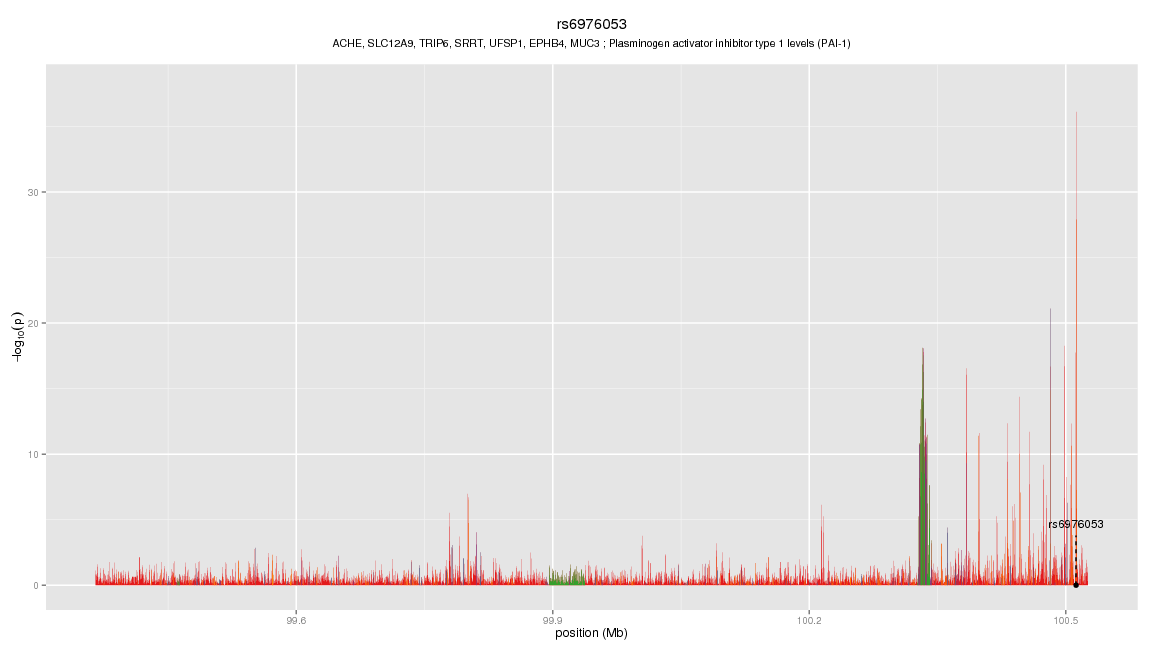 rs6976053
ACHE, SLC12A9, TRIP6, SRRT, UFSP1, EPHB4, MUC3 ; Plasminogen activator inhibitor type 1 levels (PAI-1)
−log10(p)
30
20
10
0
rs6976053
99.6
99.9
100.2
100.5
position (Mb)